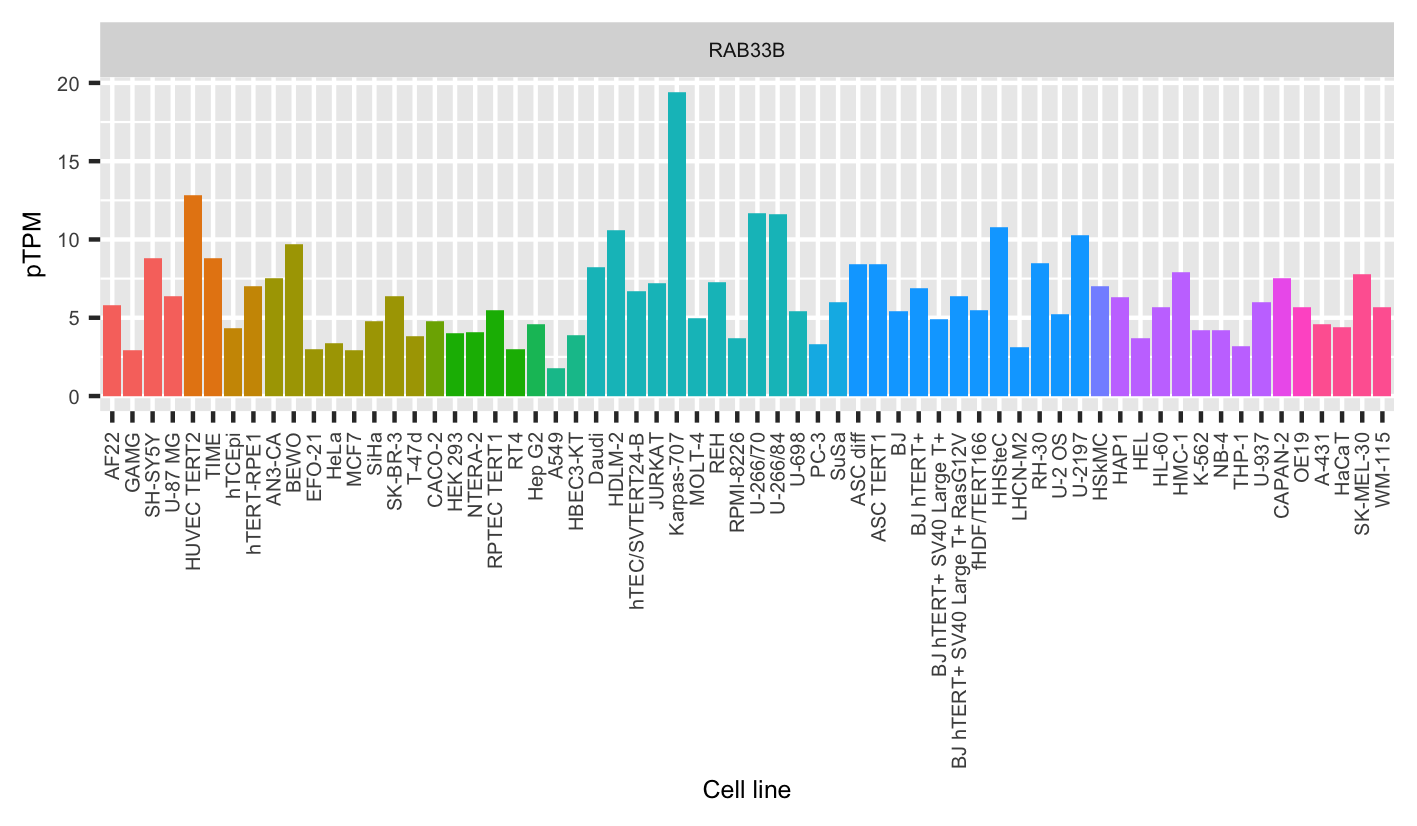 RAB33B
20
15
10
5
0
pTPM
AF22
GAMG
SH-SY5Y
U-87 MG
HUVEC TERT2
TIME
hTCEpi
hTERT-RPE1
AN3-CA
BEWO
EFO-21
HeLa
MCF7
SiHa
SK-BR-3
T-47d
CACO-2
HEK 293
NTERA-2
RPTEC TERT1
RT4
Hep G2
A549
HBEC3-KT
Daudi
HDLM-2
hTEC/SVTERT24-B
JURKAT
Karpas-707
MOLT-4
REH
RPMI-8226
U-266/70
U-266/84
U-698
PC-3
SuSa
ASC diff
ASC TERT1
BJ
BJ hTERT+
BJ hTERT+ SV40 Large T+
BJ hTERT+ SV40 Large T+ RasG12V
fHDF/TERT166
HHSteC
LHCN-M2
RH-30
U-2 OS
U-2197
HSkMC
HAP1
HEL
HL-60
HMC-1
K-562
NB-4
THP-1
U-937
CAPAN-2
OE19
A-431
HaCaT
SK-MEL-30
WM-115
Cell line